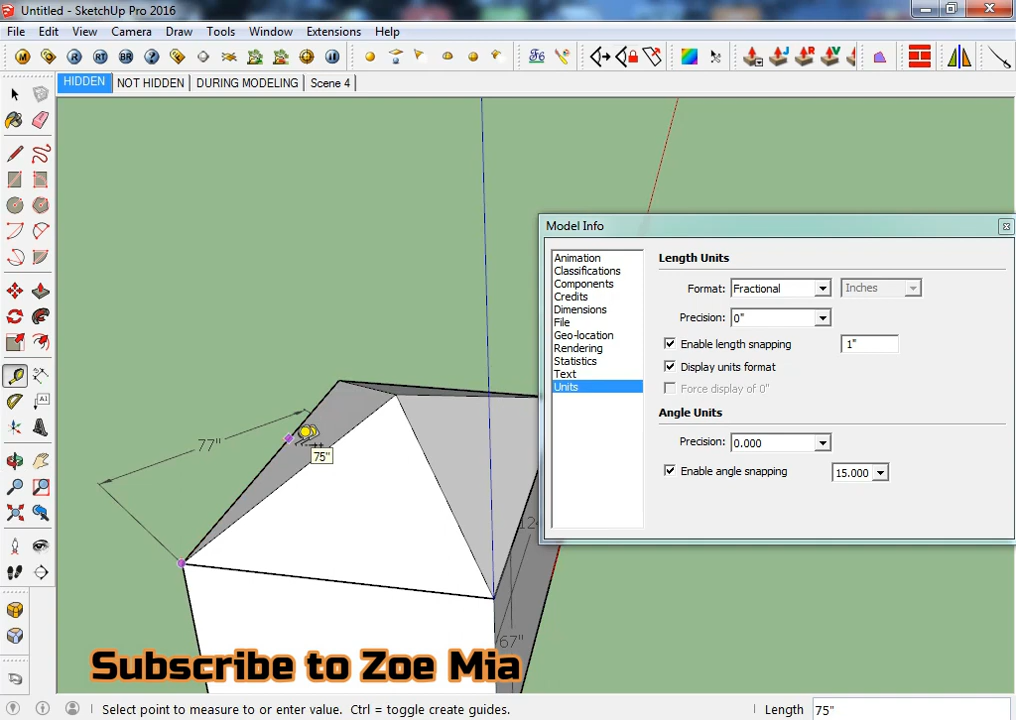 Untitled - SketchUp Pro 2016
File Edit View Camera Draw Tools Window Extensions Help
M R RT BR ?
HIDDEN NOT HIDDEN DURING MODELING Scene 4
Model Info
Animation
Classifications
Components
Credits
Dimensions
File
Geo-location
Rendering
Statistics
Text
Units
Length Units
Format: Fractional Inches
Precision: 0"
Enable length snapping 1"
Display units format
Force display of 0"
Angle Units
Precision: 0.000
Enable angle snapping 15.000
77"
75"
67"
Subscribe to Zoe Mia
Select point to measure to or enter value. Ctrl = toggle create guides. Length 75"